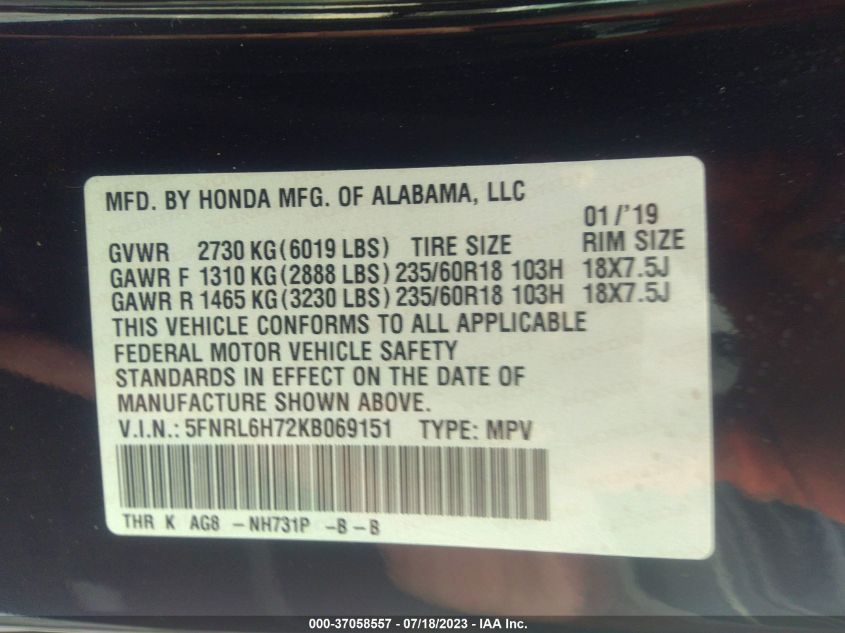 MFD. BY HONDA MFG. OF ALABAMA, LLC
01/'19
GVWR 2730 KG(6019 LBS) TIRE SIZE RIM SIZE
GAWR F 1310 KG(2888 LBS) 235/60R18 103H 18X7.5J
GAWR R 1465 KG(3230 LBS) 235/60R18 103H 18X7.5J
THIS VEHICLE CONFORMS TO ALL APPLICABLE
FEDERAL MOTOR VEHICLE SAFETY
STANDARDS IN EFFECT ON THE DATE OF
MANUFACTURE SHOWN ABOVE.
V.I.N.: 5FNRL6H72KB069151 TYPE: MPV
THR K AG8 -NH731P -B-B
000-37058557 - 07/18/2023 - IAA Inc.